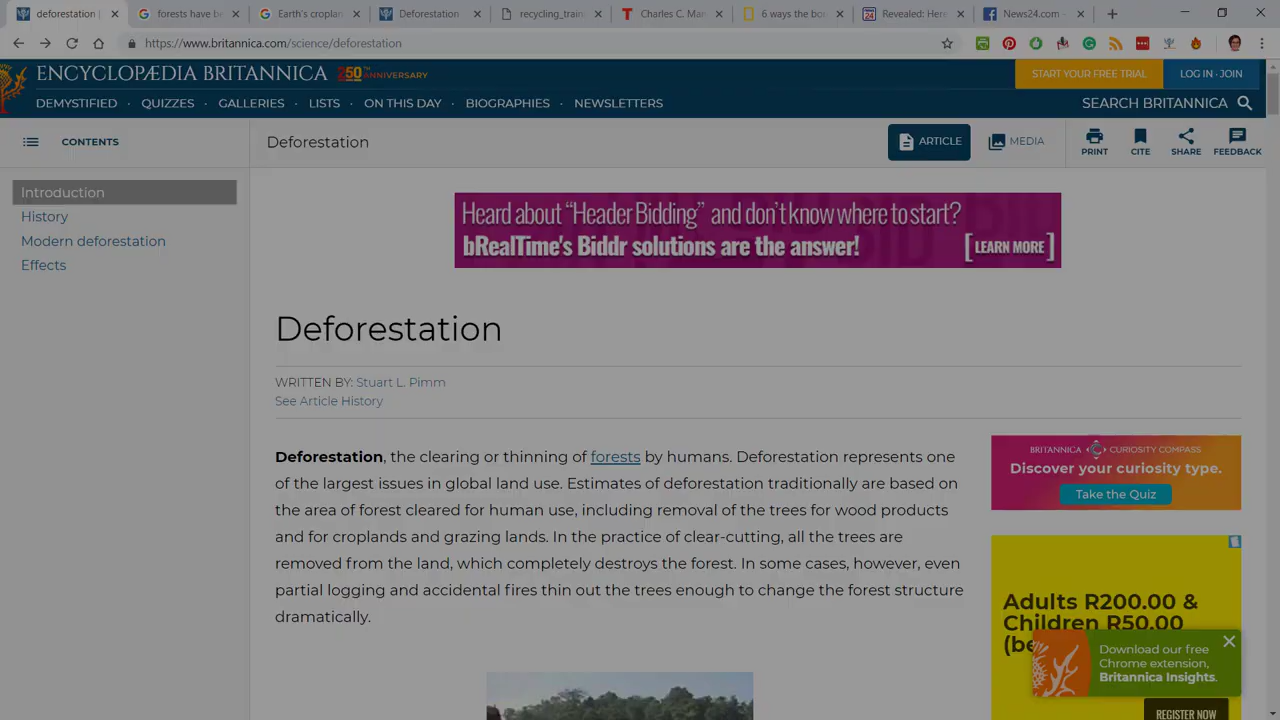 deforestation |
forests have be
Earth's croplan
Deforestation
recycling_train
Charles C. Mar
6 ways the bor
24
Revealed: Here
News24.com -
https://www.britannica.com/science/deforestation
ENCYCLOPÆDIA BRITANNICA
250TH ANNIVERSARY
START YOUR FREE TRIAL
LOG IN · JOIN
DEMYSTIFIED · QUIZZES · GALLERIES · LISTS · ON THIS DAY · BIOGRAPHIES · NEWSLETTERS
SEARCH BRITANNICA
CONTENTS
Deforestation
ARTICLE
MEDIA
PRINT
CITE
SHARE
FEEDBACK
Introduction
History
Modern deforestation
Effects
Heard about “Header Bidding” and don't know where to start?
bRealTime's Biddr solutions are the answer!
[LEARN MORE]
Deforestation
WRITTEN BY: Stuart L. Pimm
See Article History
Deforestation, the clearing or thinning of forests by humans. Deforestation represents one
of the largest issues in global land use. Estimates of deforestation traditionally are based on
the area of forest cleared for human use, including removal of the trees for wood products
and for croplands and grazing lands. In the practice of clear-cutting, all the trees are
removed from the land, which completely destroys the forest. In some cases, however, even
partial logging and accidental fires thin out the trees enough to change the forest structure
dramatically.
BRITANNICA CURIOSITY COMPASS
Discover your curiosity type.
Take the Quiz
Adults R200.00 &
Children R50.00
(be
Download our free
Chrome extension,
Britannica Insights.
REGISTER NOW